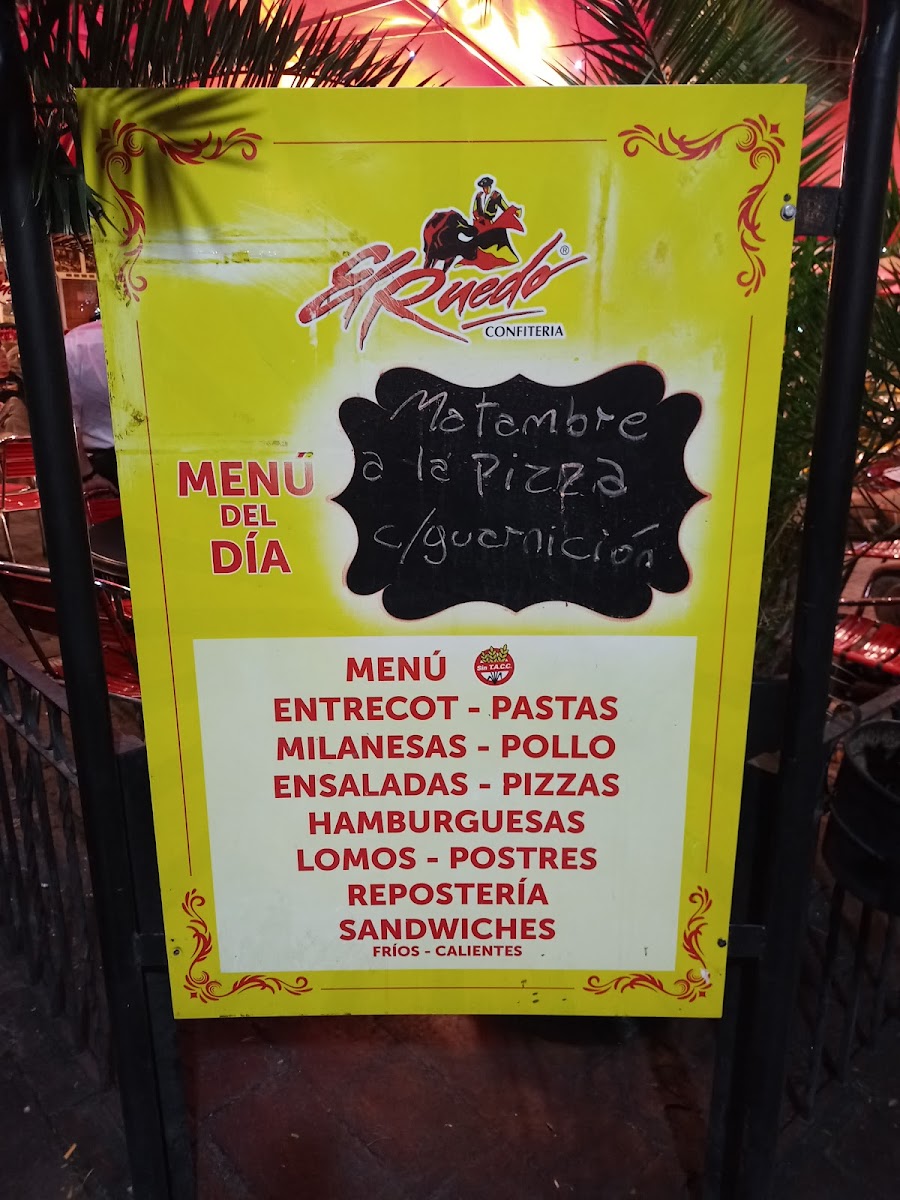 El Ruedo ®
CONFITERIA
MENÚ
DEL
DÍA
Matambre
a la Pizza
c/guarnición
MENÚ Sin T.A.C.C.
ENTRECOT - PASTAS
MILANESAS - POLLO
ENSALADAS - PIZZAS
HAMBURGUESAS
LOMOS - POSTRES
REPOSTERÍA
SANDWICHES
FRÍOS - CALIENTES